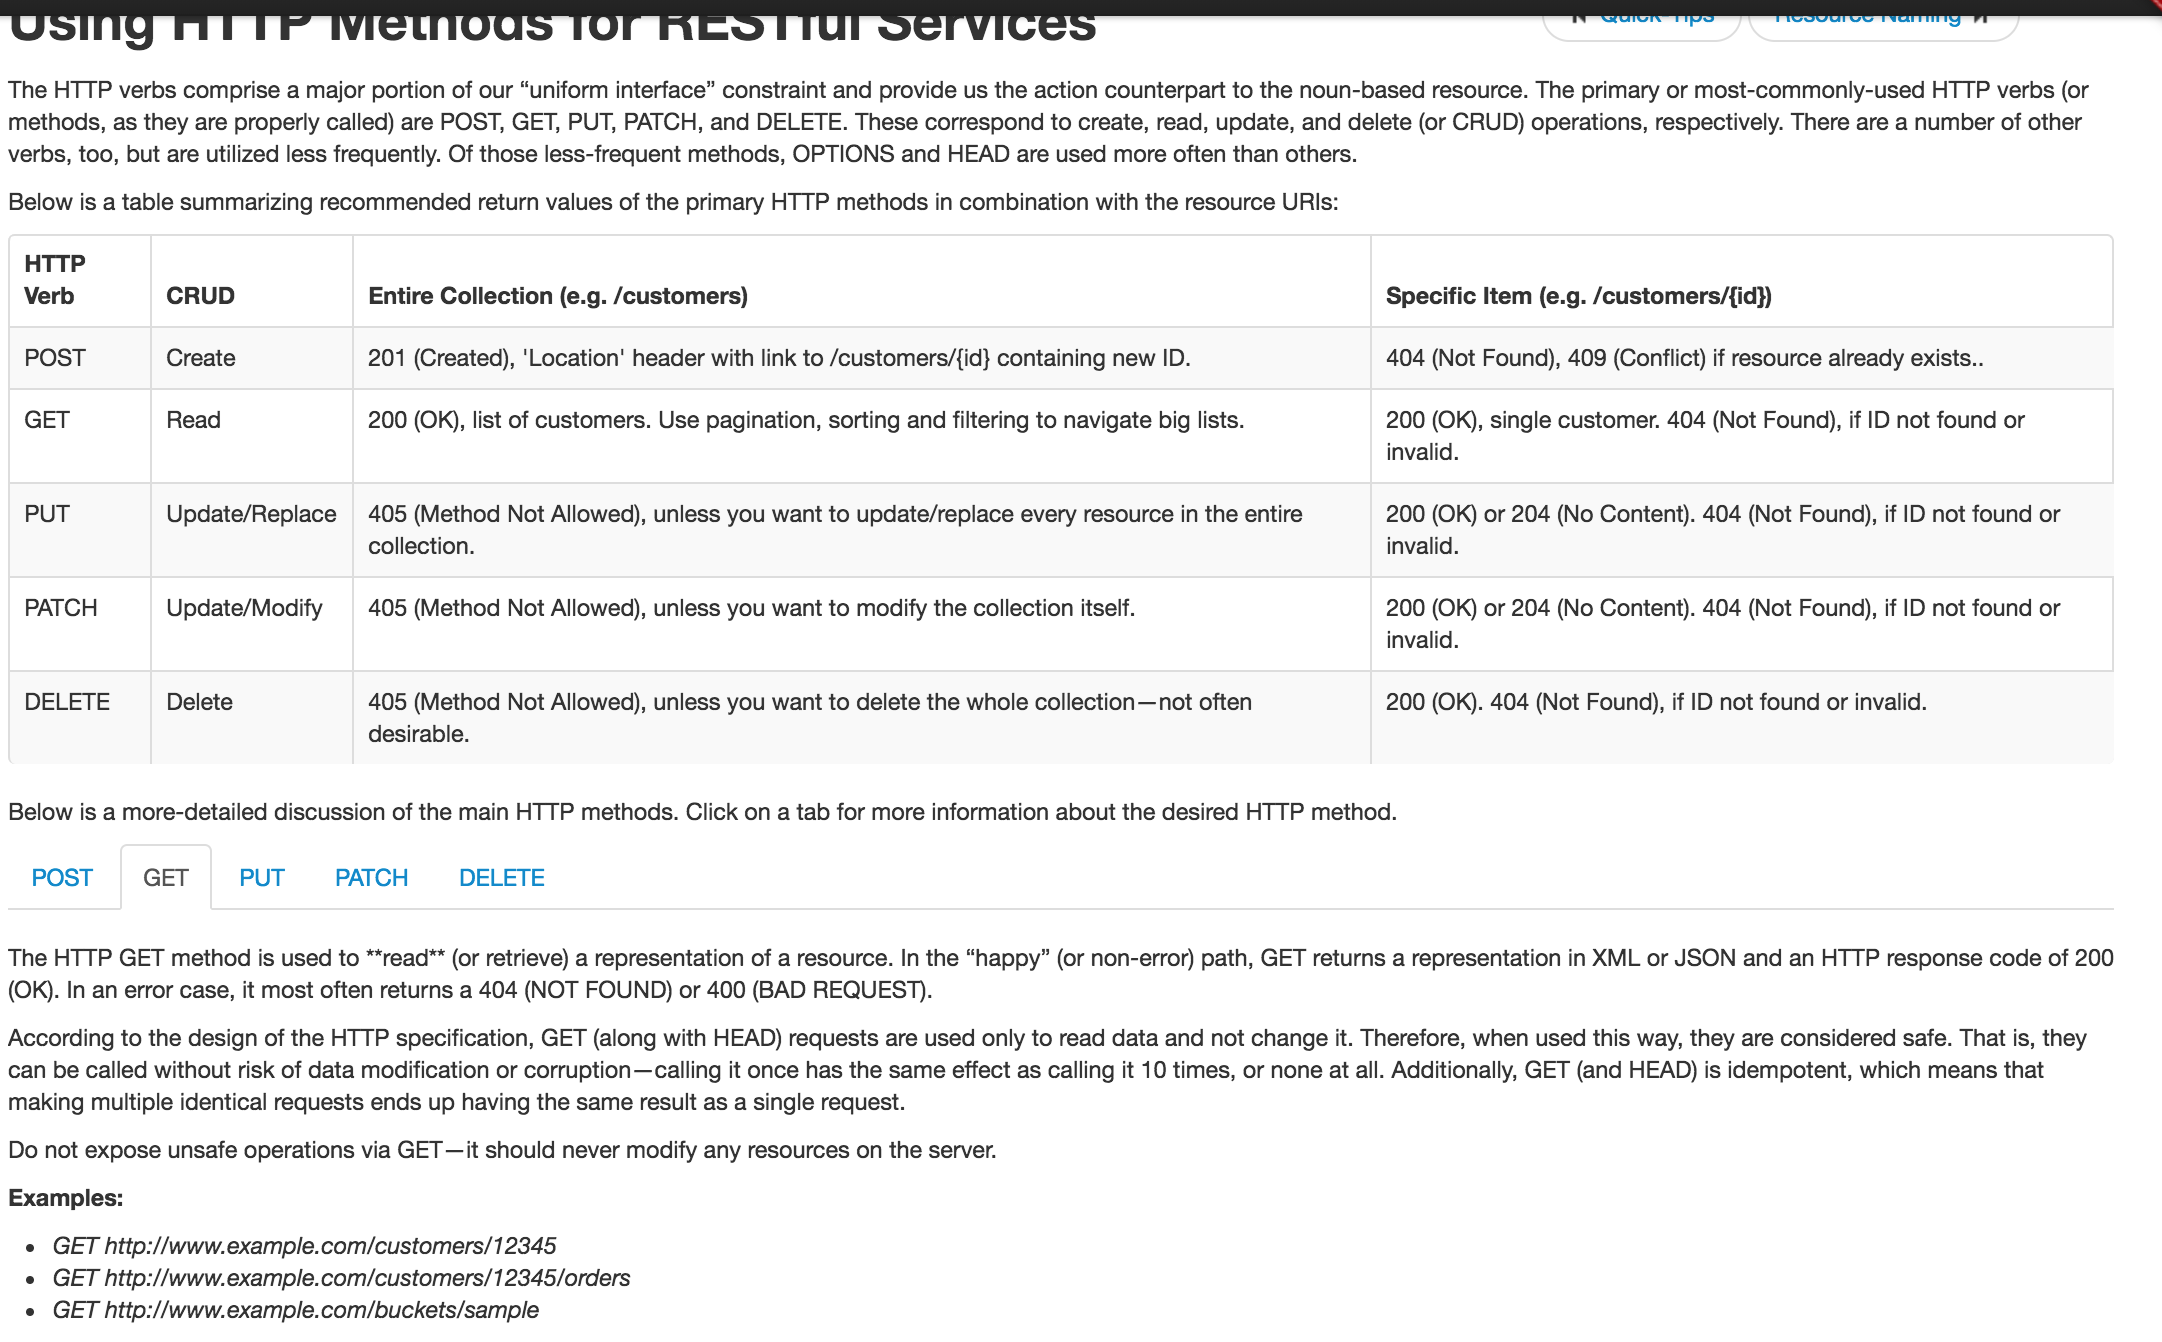 Using HTTP Methods for RESTful Services
Quick-Tips
Resource Naming
The HTTP verbs comprise a major portion of our “uniform interface” constraint and provide us the action counterpart to the noun-based resource. The primary or most-commonly-used HTTP verbs (or
methods, as they are properly called) are POST, GET, PUT, PATCH, and DELETE. These correspond to create, read, update, and delete (or CRUD) operations, respectively. There are a number of other
verbs, too, but are utilized less frequently. Of those less-frequent methods, OPTIONS and HEAD are used more often than others.
Below is a table summarizing recommended return values of the primary HTTP methods in combination with the resource URIs:
HTTP
Verb CRUD Entire Collection (e.g. /customers) Specific Item (e.g. /customers/{id})
POST Create 201 (Created), 'Location' header with link to /customers/{id} containing new ID. 404 (Not Found), 409 (Conflict) if resource already exists..
GET Read 200 (OK), list of customers. Use pagination, sorting and filtering to navigate big lists. 200 (OK), single customer. 404 (Not Found), if ID not found or
invalid.
PUT Update/Replace 405 (Method Not Allowed), unless you want to update/replace every resource in the entire
collection.
200 (OK) or 204 (No Content). 404 (Not Found), if ID not found or
invalid.
PATCH Update/Modify 405 (Method Not Allowed), unless you want to modify the collection itself. 200 (OK) or 204 (No Content). 404 (Not Found), if ID not found or
invalid.
DELETE Delete 405 (Method Not Allowed), unless you want to delete the whole collection—not often
desirable.
200 (OK). 404 (Not Found), if ID not found or invalid.
Below is a more-detailed discussion of the main HTTP methods. Click on a tab for more information about the desired HTTP method.
POST GET PUT PATCH DELETE
The HTTP GET method is used to **read** (or retrieve) a representation of a resource. In the “happy” (or non-error) path, GET returns a representation in XML or JSON and an HTTP response code of 200
(OK). In an error case, it most often returns a 404 (NOT FOUND) or 400 (BAD REQUEST).
According to the design of the HTTP specification, GET (along with HEAD) requests are used only to read data and not change it. Therefore, when used this way, they are considered safe. That is, they
can be called without risk of data modification or corruption—calling it once has the same effect as calling it 10 times, or none at all. Additionally, GET (and HEAD) is idempotent, which means that
making multiple identical requests ends up having the same result as a single request.
Do not expose unsafe operations via GET—it should never modify any resources on the server.
Examples:
• GET http://www.example.com/customers/12345
• GET http://www.example.com/customers/12345/orders
• GET http://www.example.com/buckets/sample